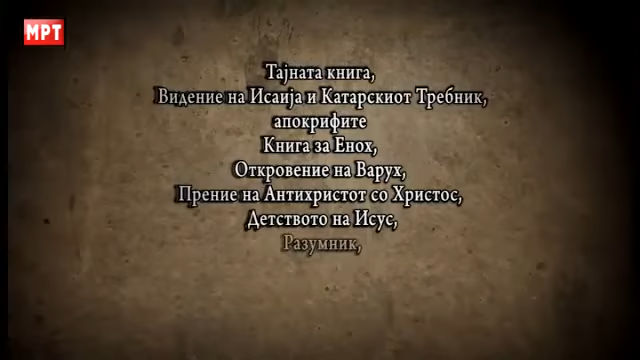 МРТ
Тајната книга,
Видение на Исаија и Катарскиот Требник,
апокрифите
Книга за Енох,
Откровение на Варух,
Прение на Антихристот со Христос,
Детството на Исус,
Разумник,